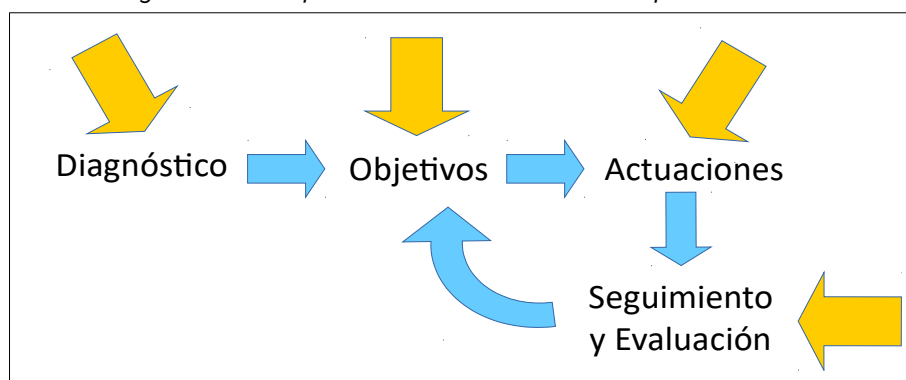 Diagnóstico
Objetivos
Actuaciones
Seguimiento
y Evaluación